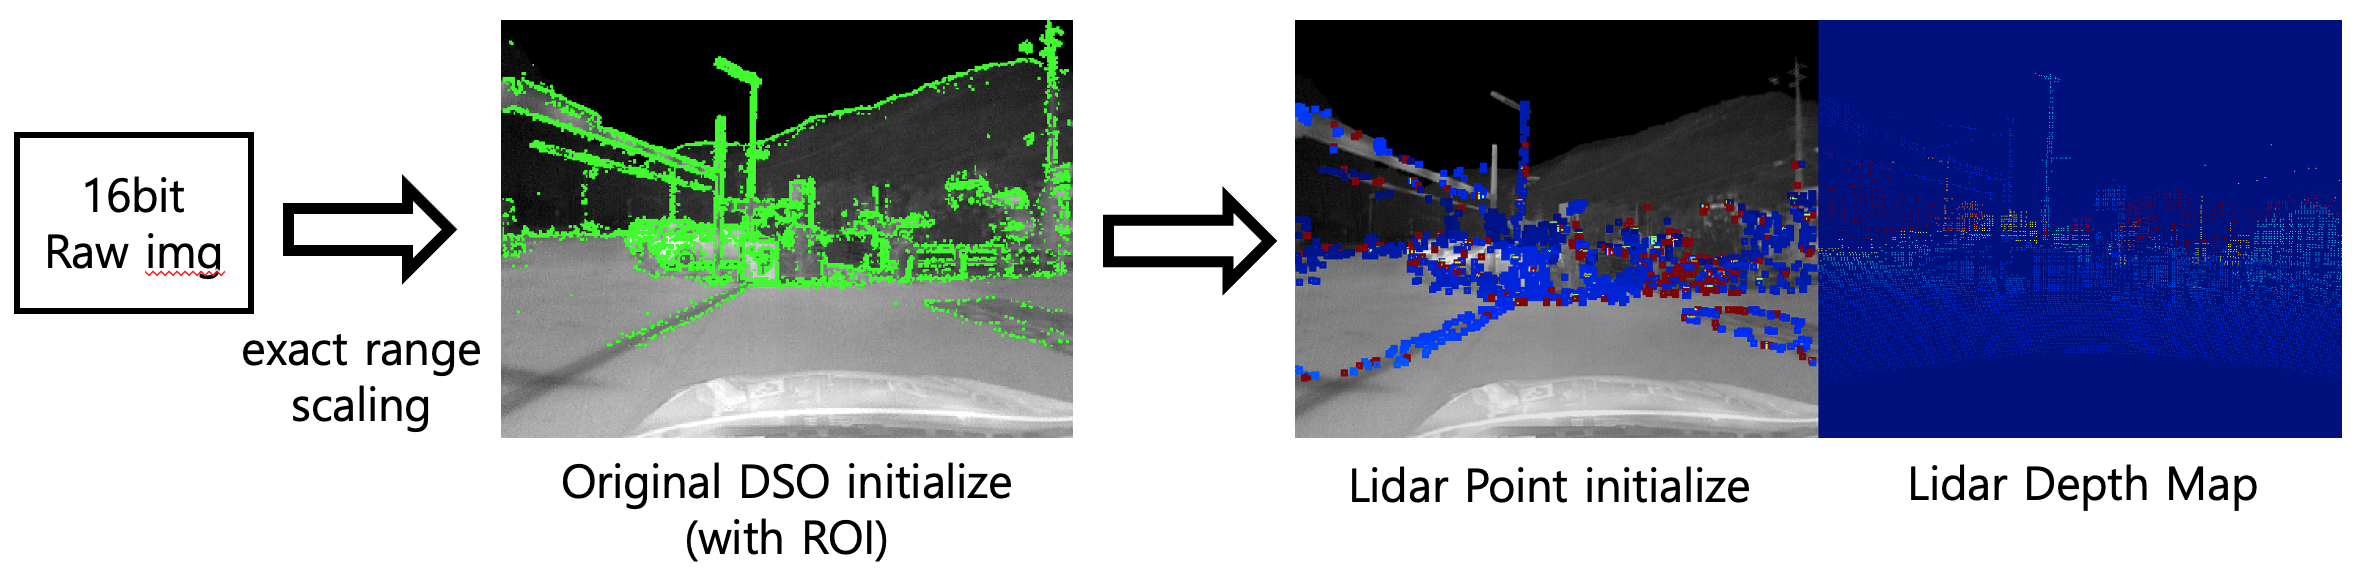 16bit
Raw img
exact range
scaling
Original DSO initialize
(with ROI)
Lidar Point initialize
Lidar Depth Map